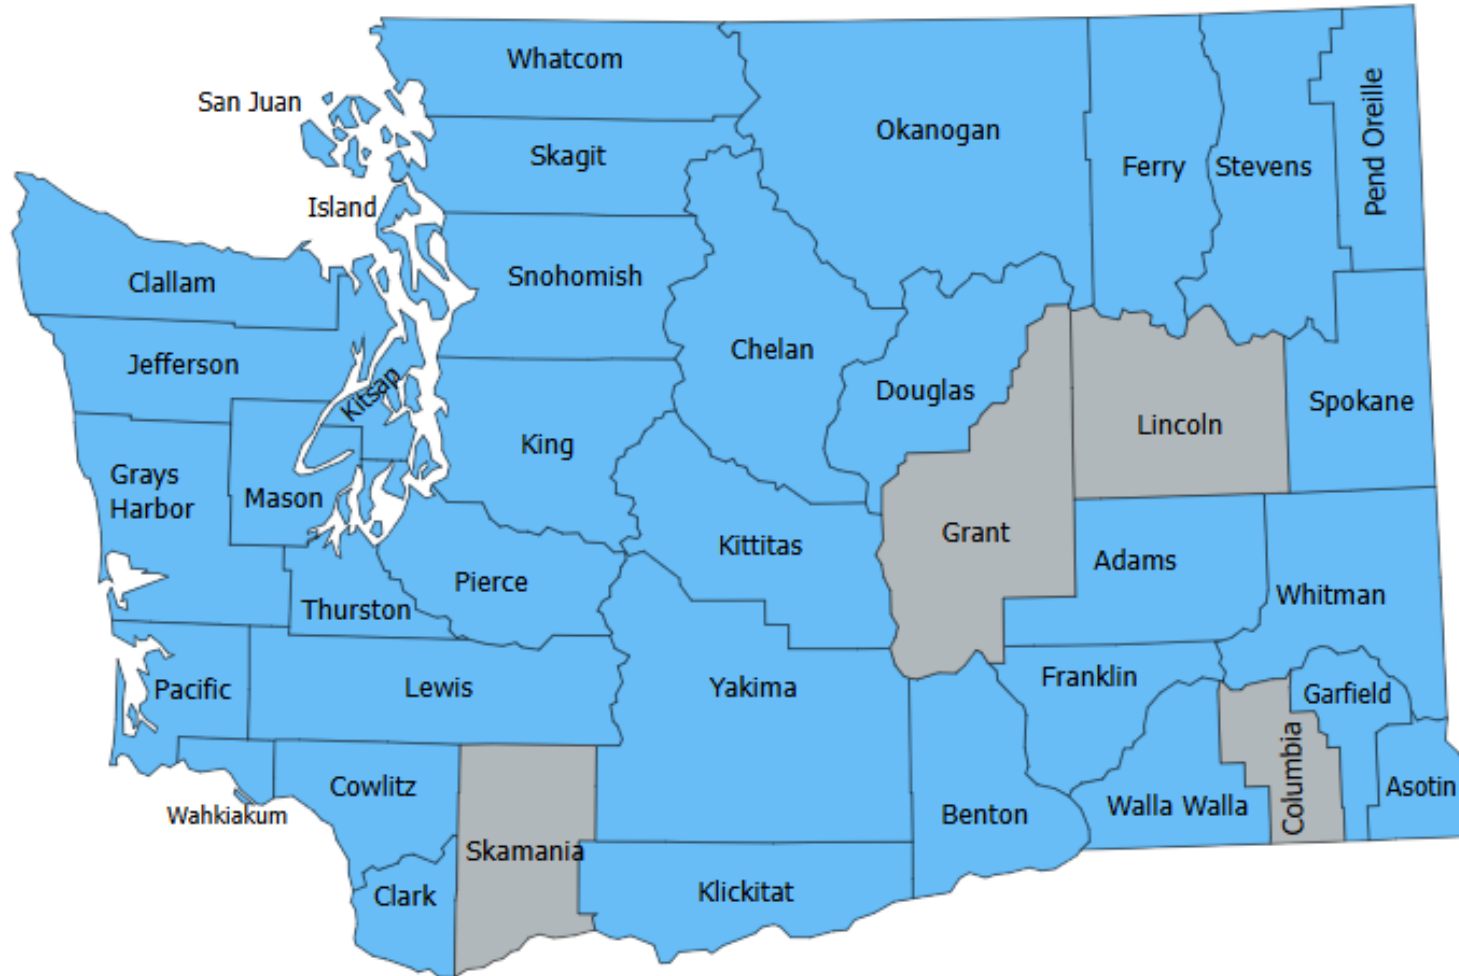 Whatcom
San Juan
Okanogan
Pend Oreille
Skagit
Ferry
Stevens
Island
Snohomish
Clallam
Chelan
Jefferson
Kitsap
Douglas
Spokane
Lincoln
King
Grays
Harbor
Mason
Grant
Kittitas
Adams
Pierce
Whitman
Thurston
Franklin
Pacific
Lewis
Yakima
Garfield
Columbia
Cowlitz
Asotin
Wahkiakum
Benton
Walla Walla
Skamania
Clark
Klickitat